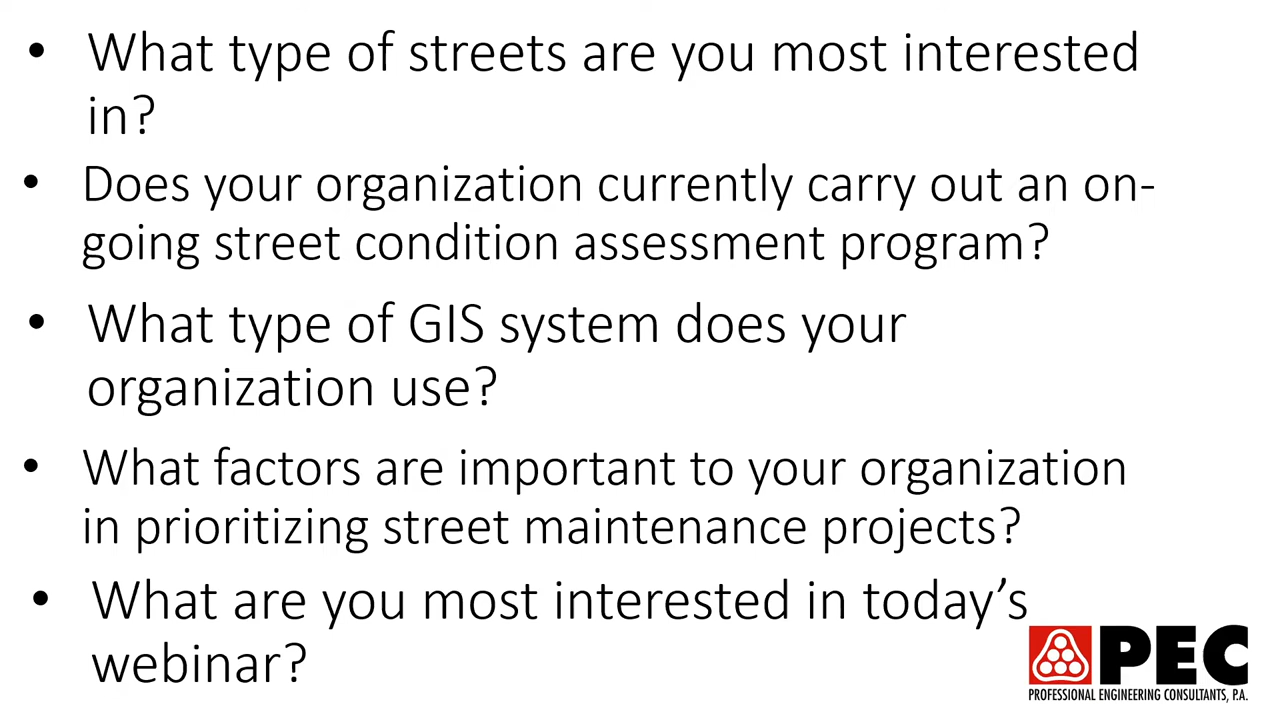 • What type of streets are you most interested
in?
• Does your organization currently carry out an on-
going street condition assessment program?
• What type of GIS system does your
organization use?
• What factors are important to your organization
in prioritizing street maintenance projects?
• What are you most interested in today’s
webinar?
PEC
PROFESSIONAL ENGINEERING CONSULTANTS, P.A.